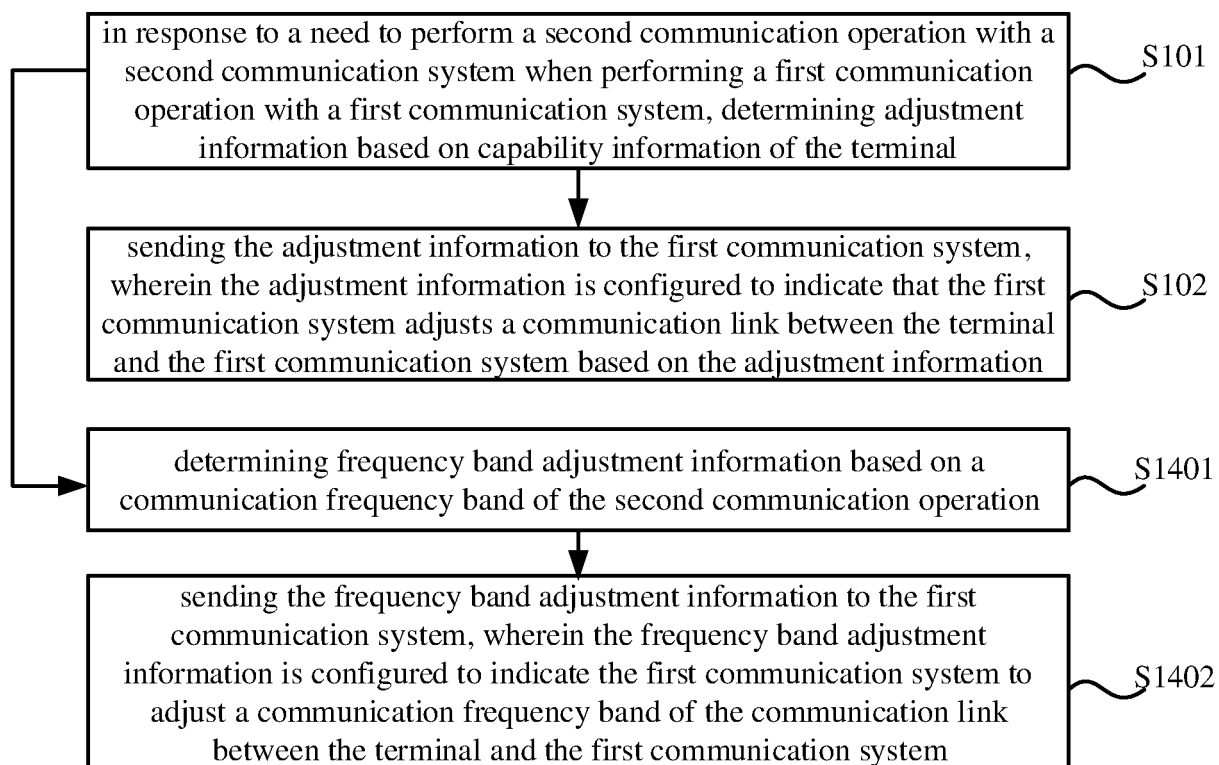 in response to a need to perform a second communication operation with a
second communication system when performing a first communication
operation with a first communication system, determining adjustment
information based on capability information of the terminal
S101
sending the adjustment information to the first communication system,
wherein the adjustment information is configured to indicate that the first
communication system adjusts a communication link between the terminal
and the first communication system based on the adjustment information
S102
determining frequency band adjustment information based on a
communication frequency band of the second communication operation
S1401
sending the frequency band adjustment information to the first
communication system, wherein the frequency band adjustment
information is configured to indicate the first communication system to
adjust a communication frequency band of the communication link
between the terminal and the first communication system
S1402